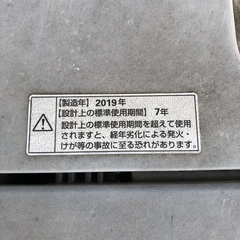 【製造年】2019年
【設計上の標準使用期間】7年
設計上の標準使用期間を超えて使用
されますと、経年劣化による発火・
けが等の事故に至る恐れがあります。